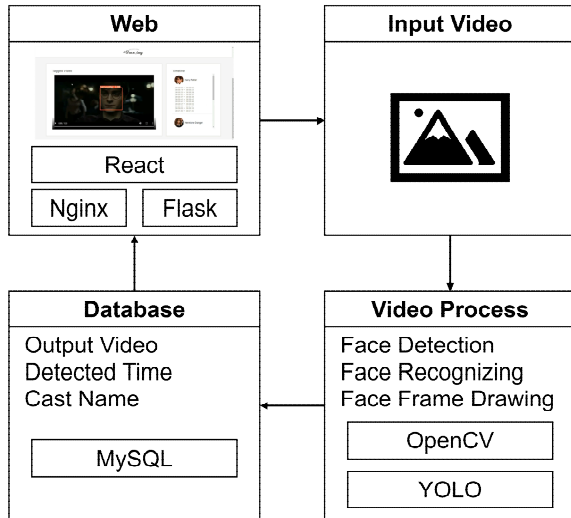 Web
React
Nginx
Flask
Input Video
Database
Output Video
Detected Time
Cast Name
MySQL
Video Process
Face Detection
Face Recognizing
Face Frame Drawing
OpenCV
YOLO